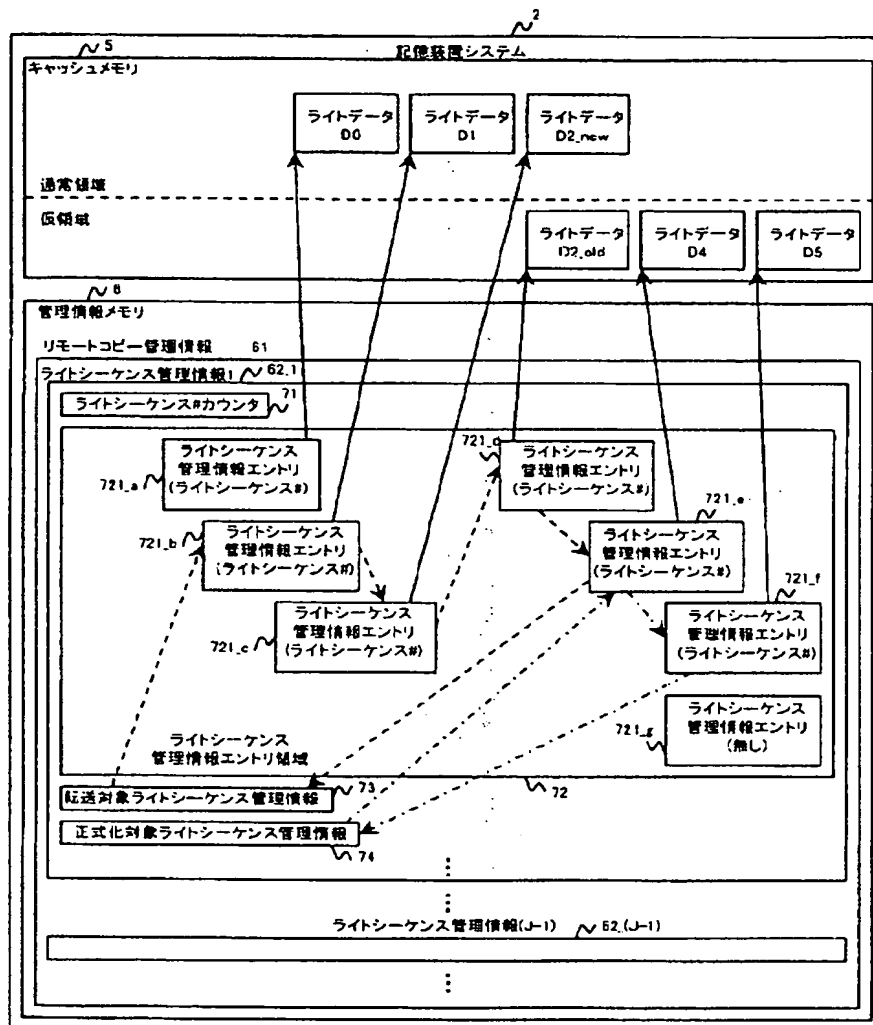 2
5
記憶装置システム
キャッシュメモリ
ライトデータ
D0
ライトデータ
D1
ライトデータ
D2_new
通常領域
仮領域
ライトデータ
D2_old
ライトデータ
D4
ライトデータ
D5
6
管理情報メモリ
リモートコピー管理情報 61
ライトシーケンス管理情報1 62_1
ライトシーケンス#カウンタ 71
721_a
ライトシーケンス
管理情報エントリ
(ライトシーケンス#)
721_d
ライトシーケンス
管理情報エントリ
(ライトシーケンス#)
721_b
ライトシーケンス
管理情報エントリ
(ライトシーケンス#)
721_e
ライトシーケンス
管理情報エントリ
(ライトシーケンス#)
721_c
ライトシーケンス
管理情報エントリ
(ライトシーケンス#)
721_f
ライトシーケンス
管理情報エントリ
(ライトシーケンス#)
721_g
ライトシーケンス
管理情報エントリ
(無し)
ライトシーケンス
管理情報エントリ領域
72
転送対象ライトシーケンス管理情報 73
正式化対象ライトシーケンス管理情報
74
ライトシーケンス管理情報(J-1) 62_(J-1)